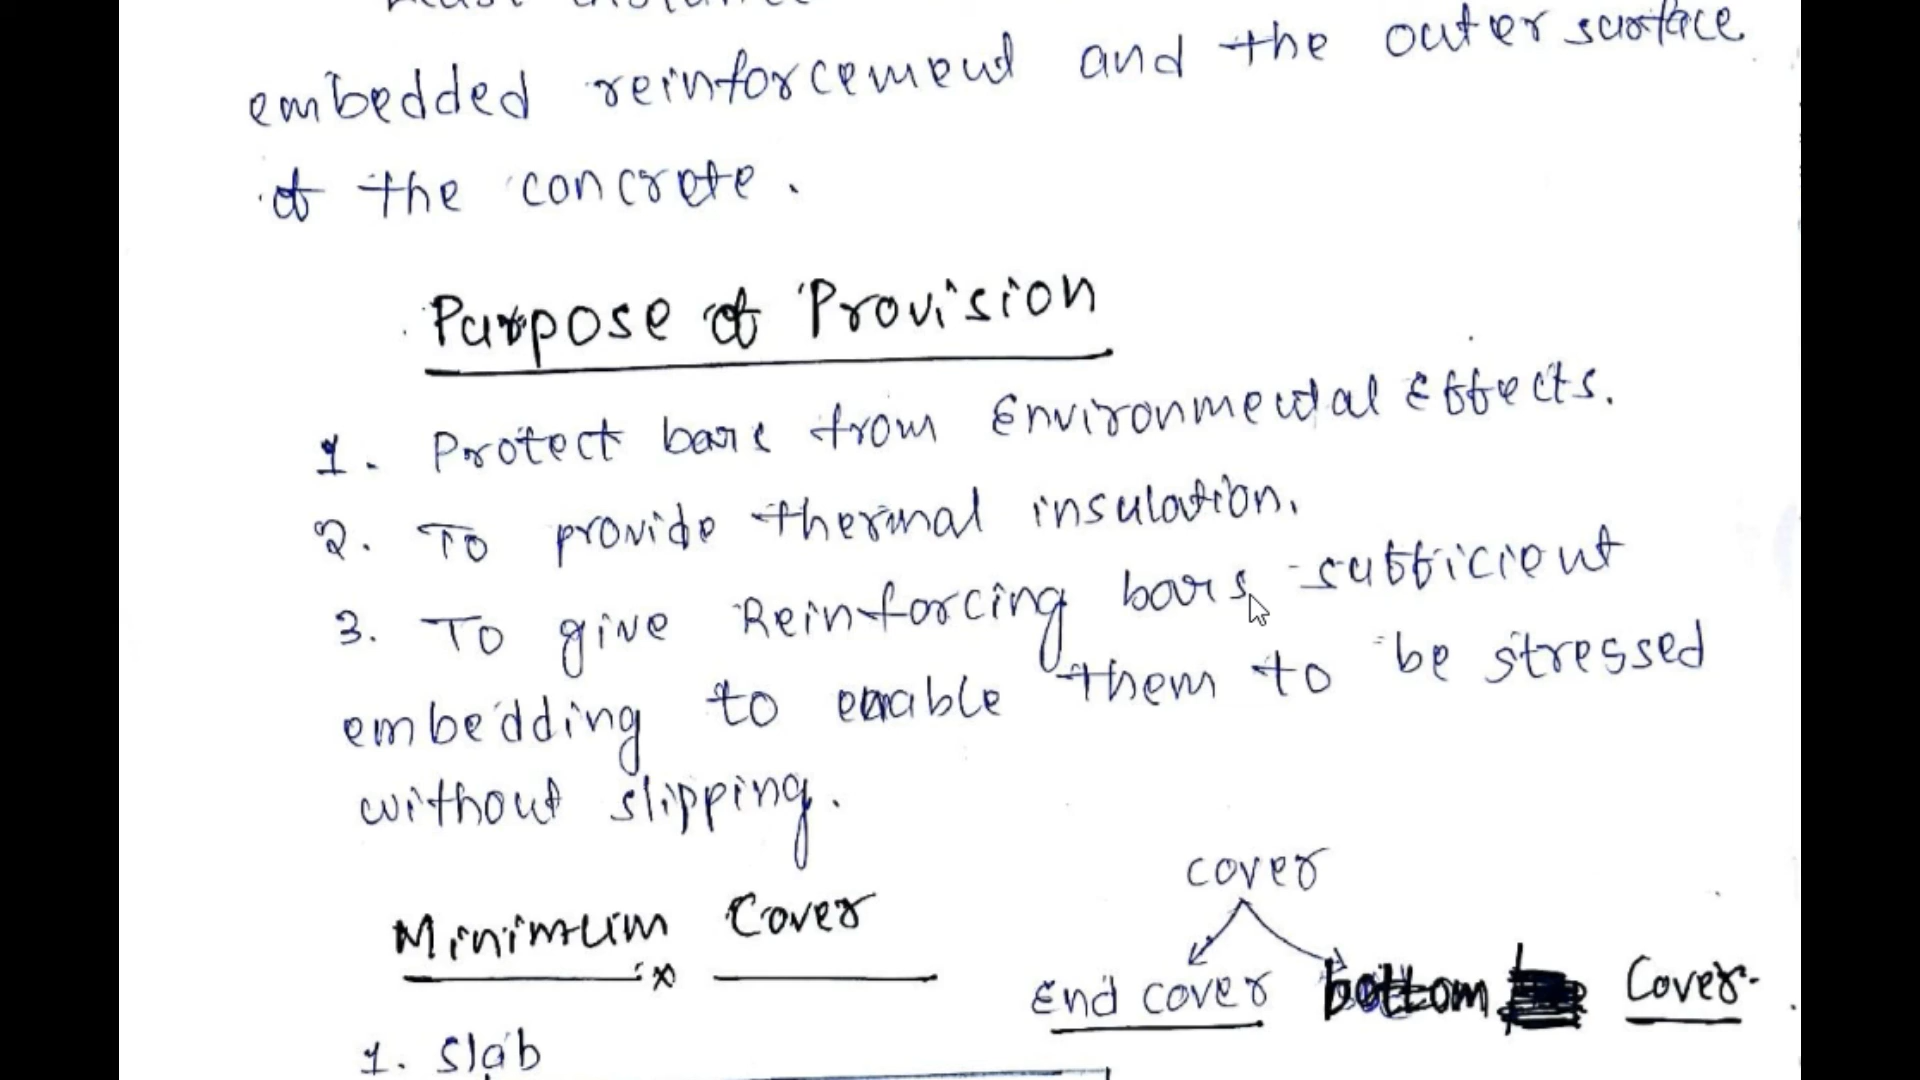 embedded reinforcement and the outer surface
of the concrete.
Purpose of Provision
1. Protect bars from Environmental Effects.
2. To provide thermal insulation.
3. To give Reinforcing bars sufficient
embedding to enable them to be stressed
without slipping.
Minimum Cover
cover
End cover bottom Cover.
1. Slab